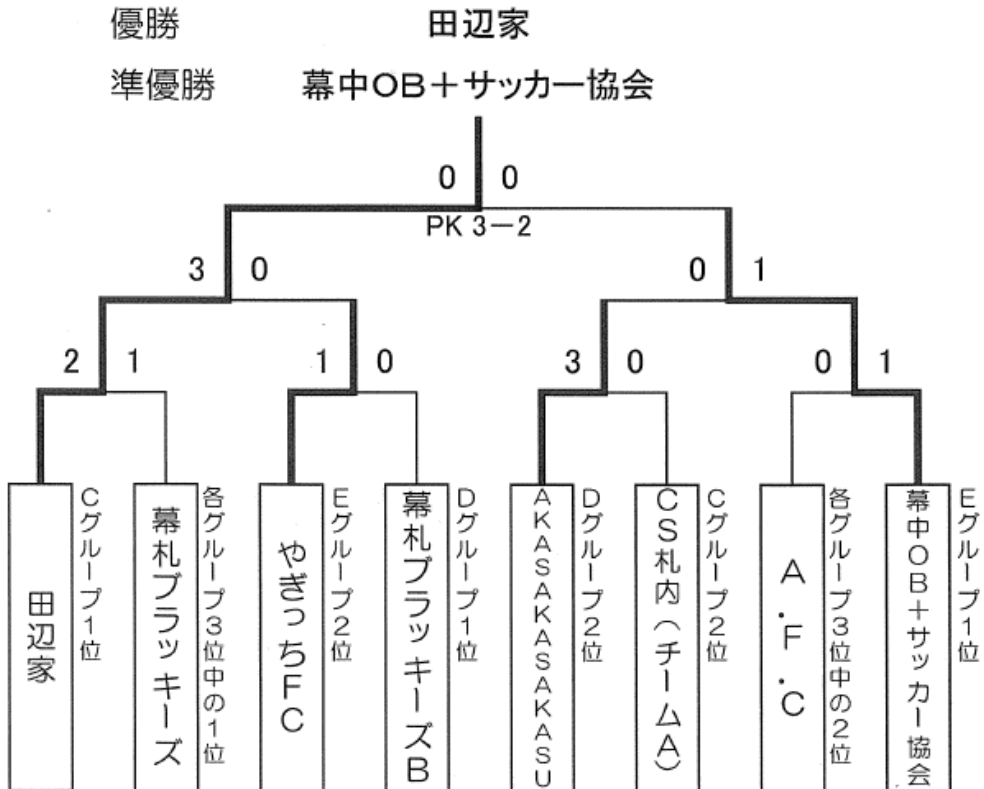 優勝 田辺家
準優勝 幕中OB+サッカー協会
0 0
PK 3-2
3 0 0 1
2 1 1 0 3 0 0 1
田辺家
Cグループ1位
幕札ブラッキーズ
各グループ3位中の1位
やぎっちFC
Eグループ2位
幕札ブラッキーズB
Dグループ1位
AKASAKASAKASU
Dグループ2位
CS札内(チームA)
Cグループ2位
A.F.C
各グループ3位中の2位
幕中OB+サッカー協会
Eグループ1位